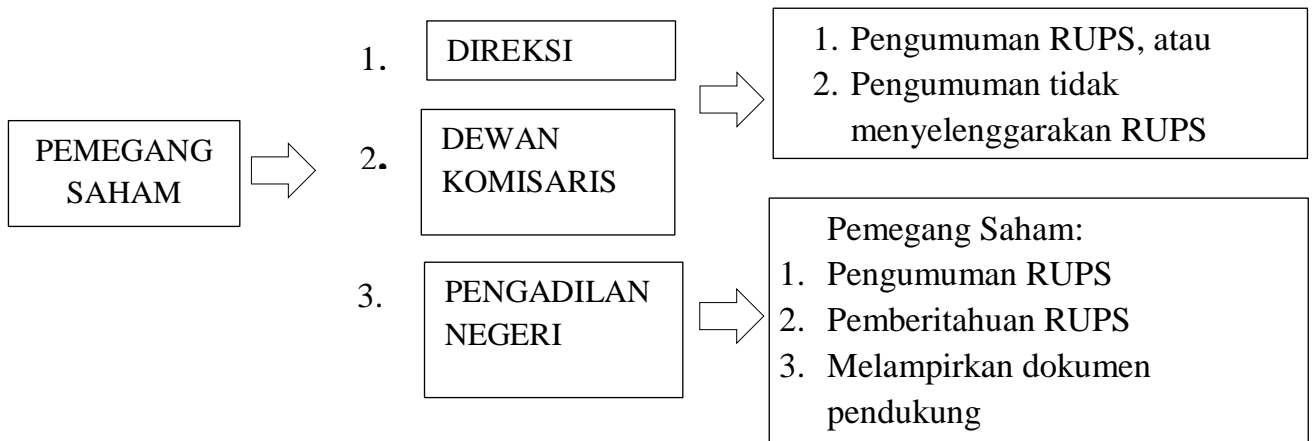 PEMEGANG
SAHAM
1. DIREKSI
2. DEWAN
KOMISARIS
3. PENGADILAN
NEGERI
1. Pengumuman RUPS, atau
2. Pengumuman tidak
menyelenggarakan RUPS
Pemegang Saham:
1. Pengumuman RUPS
2. Pemberitahuan RUPS
3. Melampirkan dokumen
pendukung